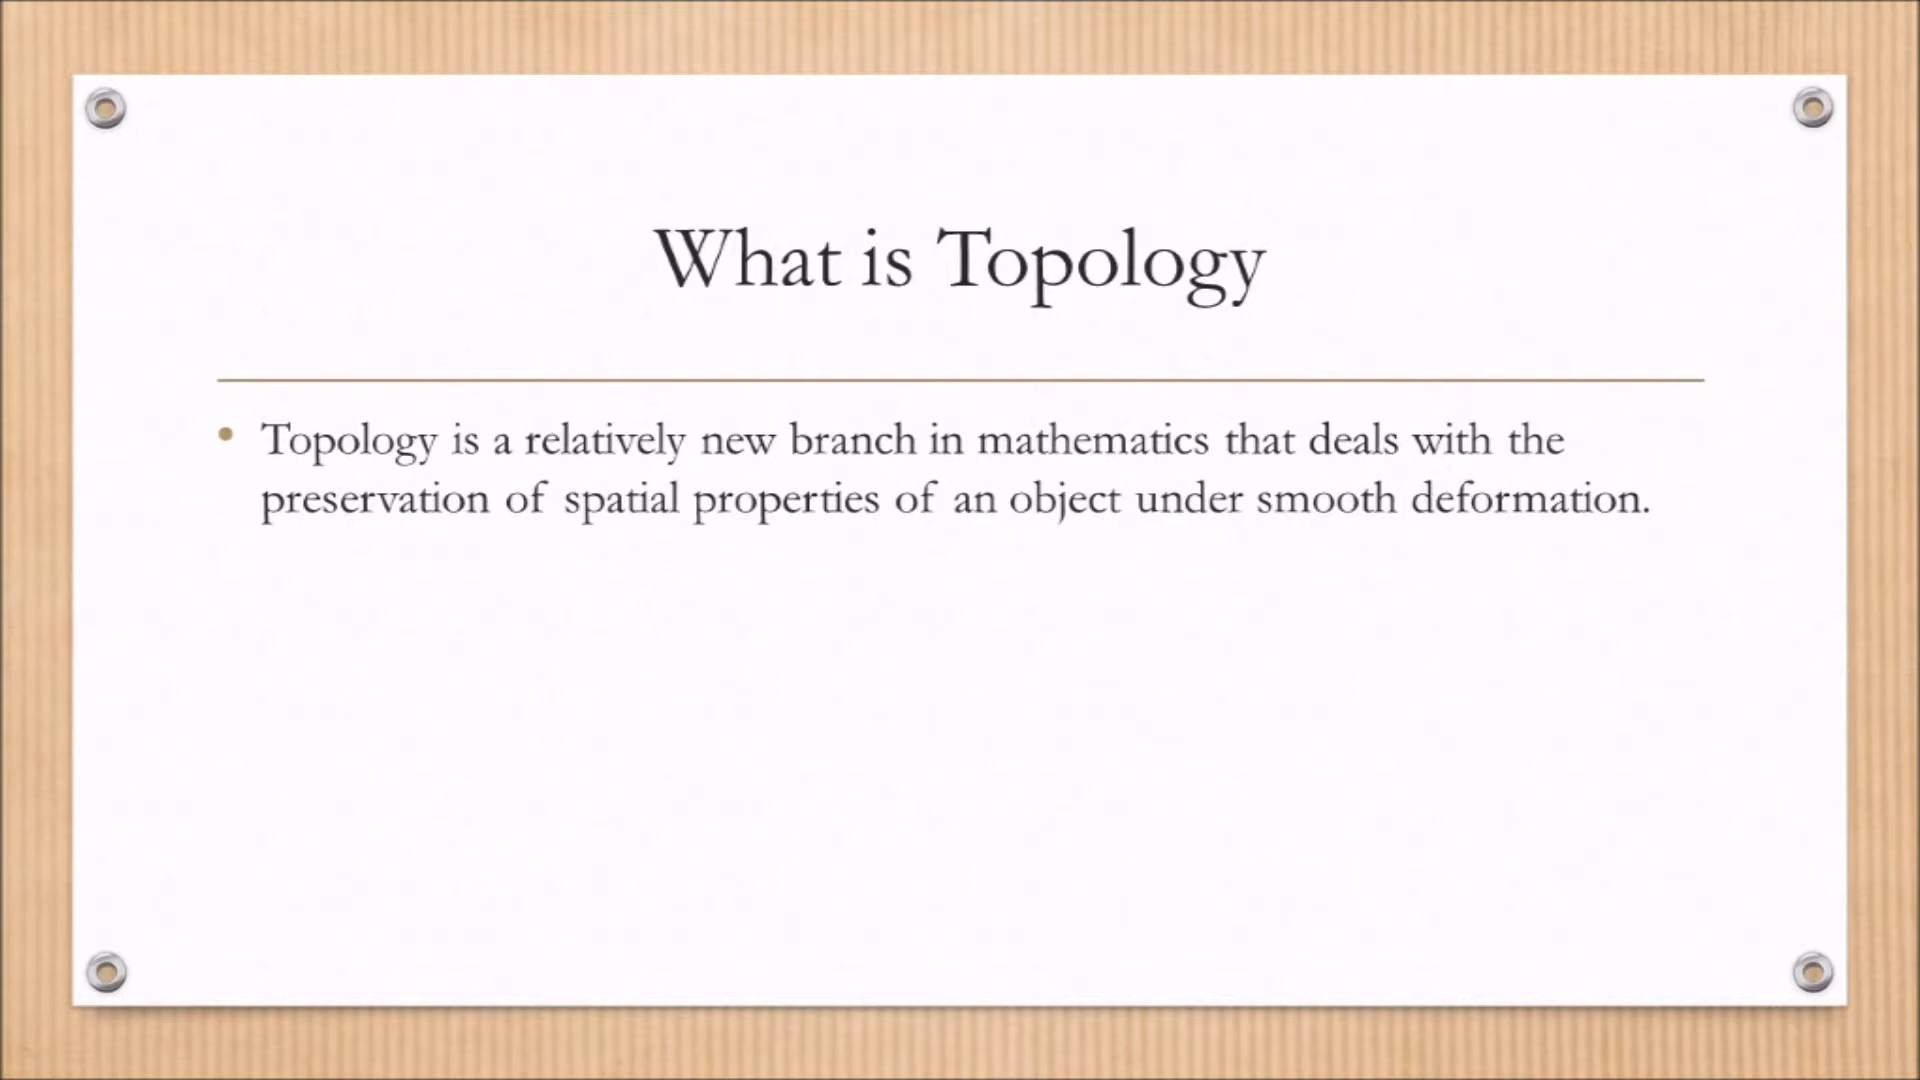 What is Topology
• Topology is a relatively new branch in mathematics that deals with the
preservation of spatial properties of an object under smooth deformation.